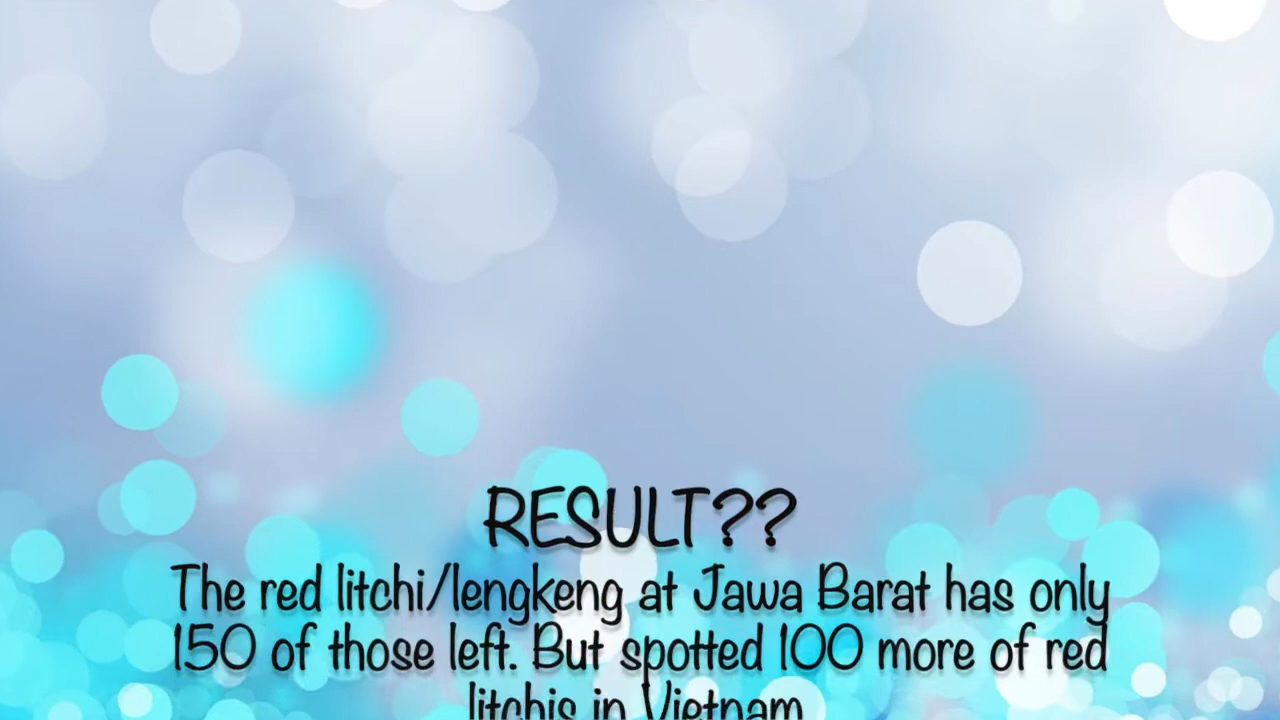 RESULT??
The red litchi/lengkeng at Jawa Barat has only
150 of those left. But spotted 100 more of red
litchis in Vietnam